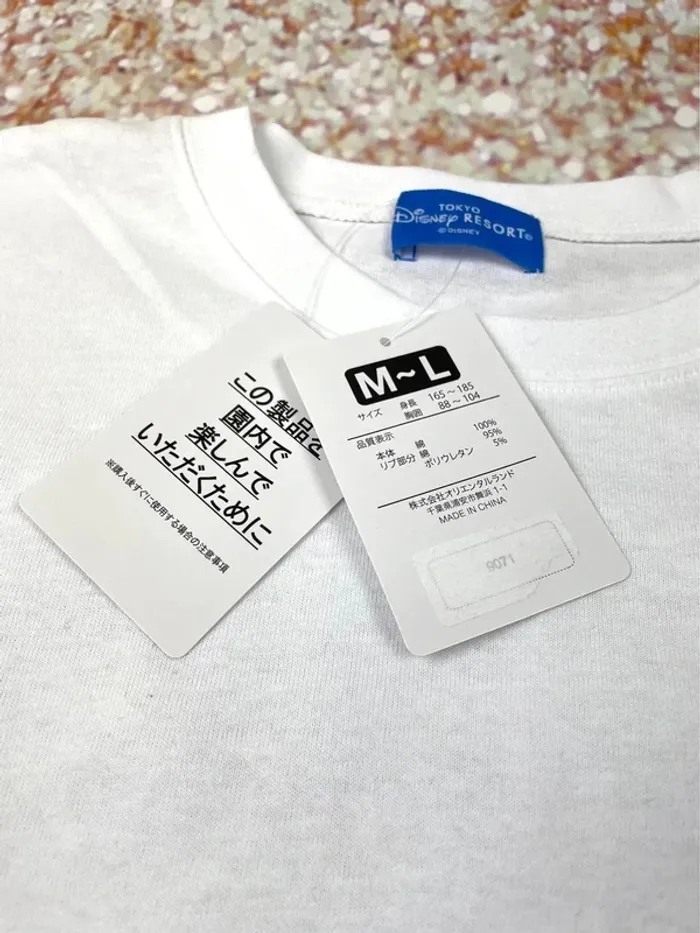 TOKYO
Disney RESORT®
©DISNEY
この製品を
園内で
楽しんで
いただくために
※購入後すぐに使用する場合の注意事項
M~L
サイズ 身長 165~185
胸囲 88~104
品質表示
本体 綿 100%
リブ部分 綿 95%
ポリウレタン 5%
株式会社オリエンタルランド
千葉県浦安市舞浜 1-1
MADE IN CHINA
9071